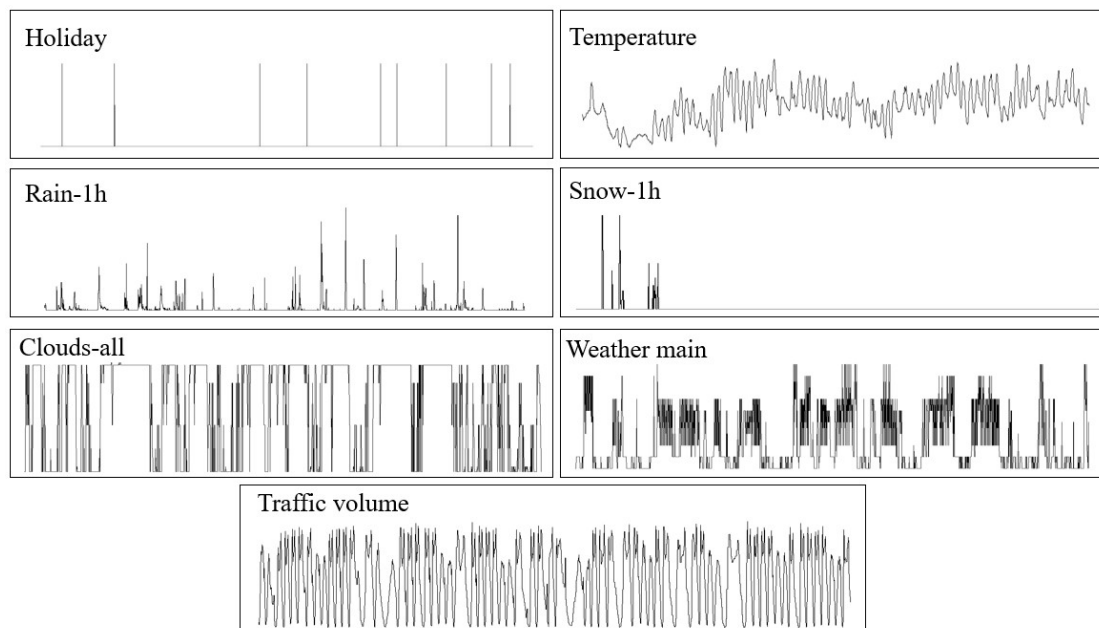 Holiday
Temperature
Rain-1h
Snow-1h
Clouds-all
Weather main
Traffic volume